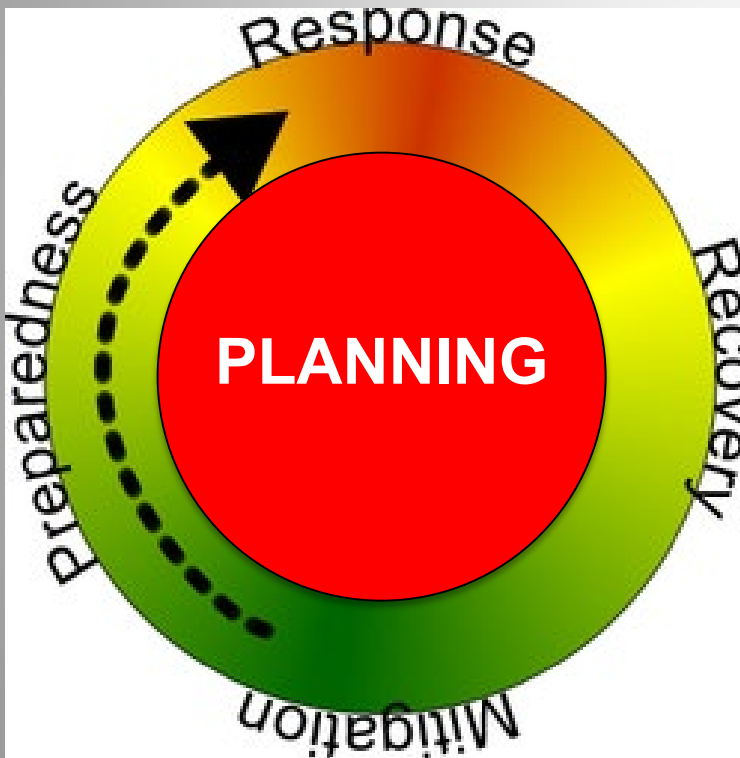 Response
Recovery
Mitigation
Preparedness
PLANNING